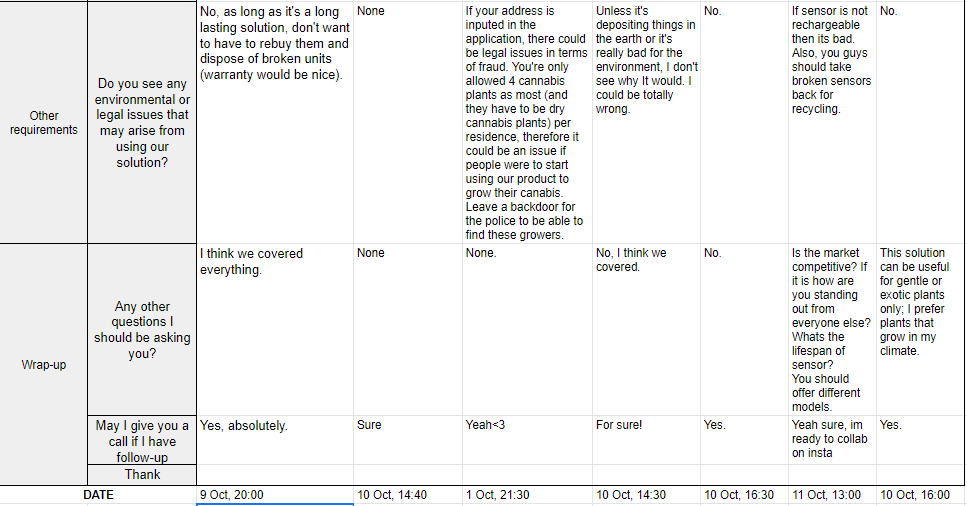 Other
requirements
Do you see any
environmental or
legal issues that
may arise from
using our
solution?
No, as long as it's a long
lasting solution, don't want
to have to rebuy them and
dispose of broken units
(warranty would be nice).
None
If your address is
inputed in the
application, there could
be legal issues in terms
of fraud. You're only
allowed 4 cannabis
plants as most (and
they have to be dry
cannabis plants) per
residence, therefore it
could be an issue if
people were to start
using our product to
grow their canabis.
Leave a backdoor for
the police to be able to
find these growers.
Unless it's
depositing things in
the earth or it's
really bad for the
environment, I don't
see why It would. I
could be totally
wrong.
No.
If sensor is not
rechargeable
then its bad.
Also, you guys
should take
broken sensors
back for
recycling.
No.
Wrap-up
Any other
questions I
should be asking
you?
I think we covered
everything.
None
None.
No, I think we
covered.
No.
Is the market
competitive? If
it is how are
you standing
out from
everyone else?
Whats the
lifespan of
sensor?
You should
offer different
models.
This solution
can be useful
for gentle or
exotic plants
only; I prefer
plants that
grow in my
climate.
May I give you a
call if I have
follow-up
Yes, absolutely.
Sure
Yeah<3
For sure!
Yes.
Yeah sure, im
ready to collab
on insta
Yes.
Thank
DATE
9 Oct, 20:00
10 Oct, 14:40
1 Oct, 21:30
10 Oct, 14:30
10 Oct, 16:30
11 Oct, 13:00
10 Oct, 16:00